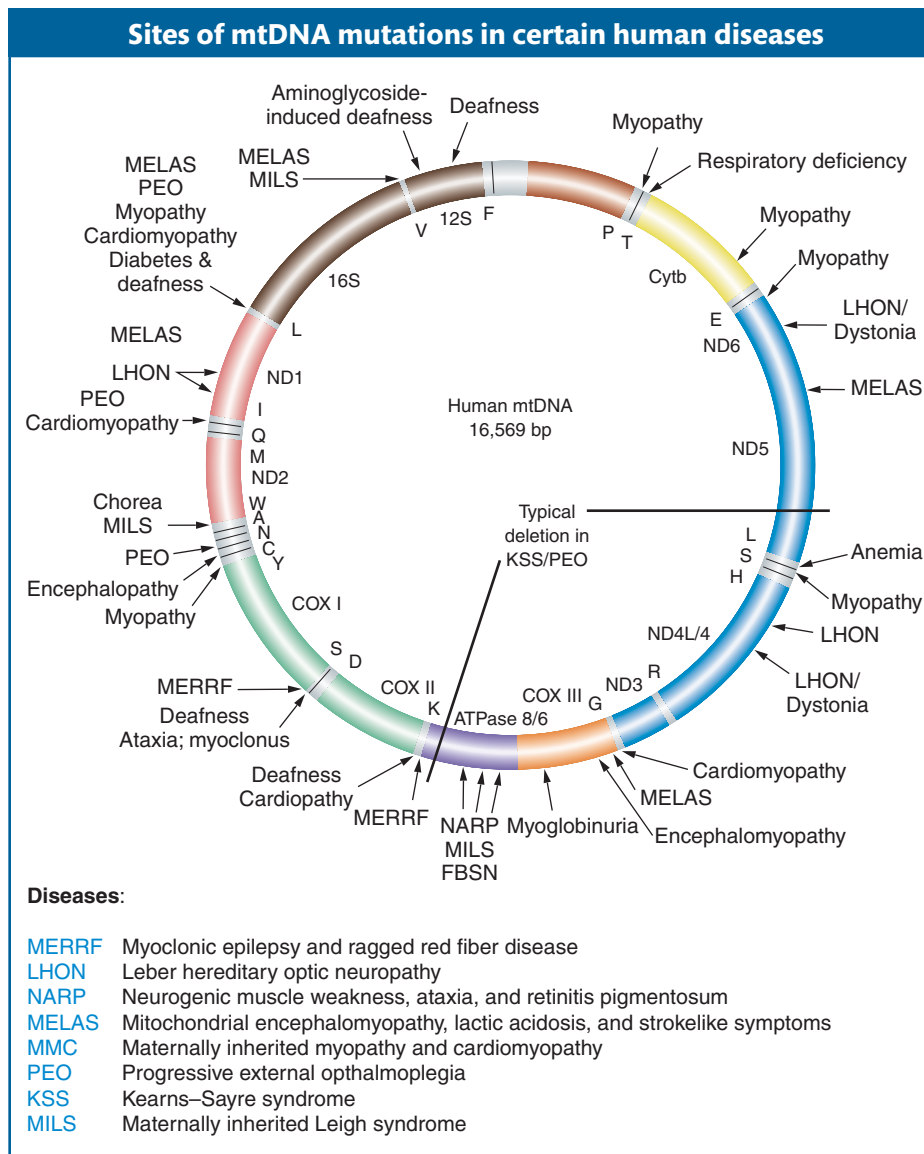 Sites of mtDNA mutations in certain human diseases
Aminoglycoside-
induced deafness
Deafness
Myopathy
Respiratory deficiency
Myopathy
Myopathy
LHON/
Dystonia
MELAS
Anemia
Myopathy
LHON
LHON/
Dystonia
Cardiomyopathy
MELAS
Encephalomyopathy
Myoglobinuria
NARP
MILS
FBSN
MERRF
Deafness
Cardiopathy
Deafness
Ataxia; myoclonus
MERRF
Myopathy
Encephalopathy
PEO
Chorea
MILS
PEO
Cardiomyopathy
LHON
MELAS
MELAS
PEO
Myopathy
Cardiomyopathy
Diabetes &
deafness
MELAS
MILS
V
12S
F
P
T
Cytb
E
ND6
ND5
L
S
H
ND4L/4
R
ND3
G
COX III
ATPase 8/6
K
COX II
D
S
COX I
Y
C
N
A
W
ND2
M
Q
I
ND1
L
16S
Human mtDNA
16,569 bp
Typical
deletion in
KSS/PEO
Diseases:
MERRF Myoclonic epilepsy and ragged red fiber disease
LHON Leber hereditary optic neuropathy
NARP Neurogenic muscle weakness, ataxia, and retinitis pigmentosum
MELAS Mitochondrial encephalomyopathy, lactic acidosis, and strokelike symptoms
MMC Maternally inherited myopathy and cardiomyopathy
PEO Progressive external opthalmoplegia
KSS Kearns–Sayre syndrome
MILS Maternally inherited Leigh syndrome